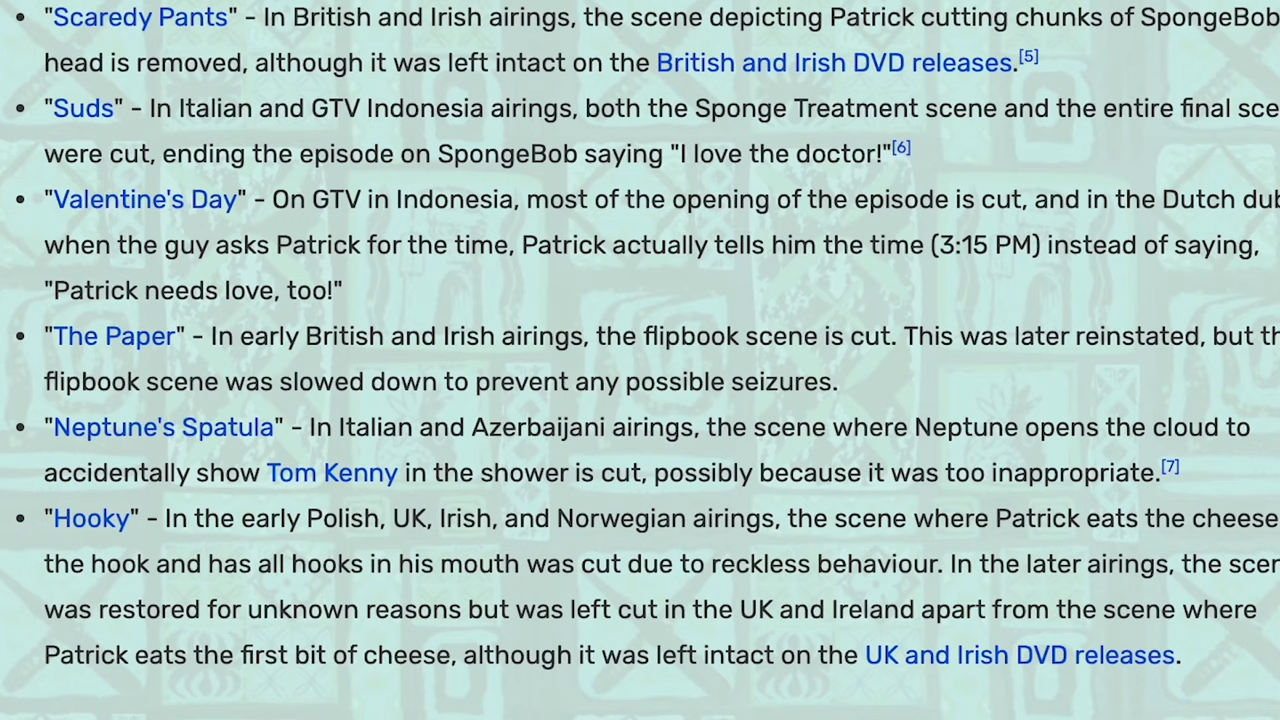 "Scaredy Pants" - In British and Irish airings, the scene depicting Patrick cutting chunks of SpongeBob
head is removed, although it was left intact on the British and Irish DVD releases.[5]
"Suds" - In Italian and GTV Indonesia airings, both the Sponge Treatment scene and the entire final
were cut, ending the episode on SpongeBob saying "I love the doctor!"[6]
"Valentine's Day" - On GTV in Indonesia, most of the opening of the episode is cut, and in the Dutch
when the guy asks Patrick for the time, Patrick actually tells him the time (3:15 PM) instead of saying,
"Patrick needs love, too!"
"The Paper" - In early British and Irish airings, the flipbook scene is cut. This was later reinstated, but
flipbook scene was slowed down to prevent any possible seizures.
"Neptune's Spatula" - In Italian and Azerbaijani airings, the scene where Neptune opens the cloud to
accidentally show Tom Kenny in the shower is cut, possibly because it was too inappropriate.[7]
"Hooky" - In the early Polish, UK, Irish, and Norwegian airings, the scene where Patrick eats the cheese
the hook and has all hooks in his mouth was cut due to reckless behaviour. In the later airings, the
was restored for unknown reasons but was left cut in the UK and Ireland apart from the scene where
Patrick eats the first bit of cheese, although it was left intact on the UK and Irish DVD releases.